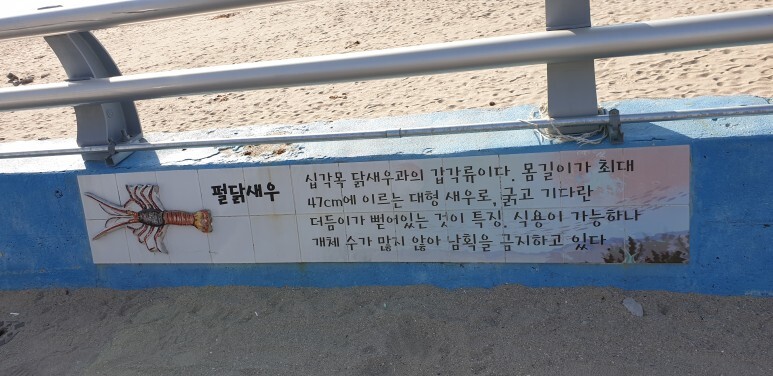 펄닭새우
십각목 닭새우과의 갑각류이다. 몸길이가 최대
47cm에 이르는 대형 새우로, 굵고 기다란
더듬이가 뻗어있는 것이 특징. 식용이 가능하나
개체 수가 많지 않아 남획을 금지하고 있다